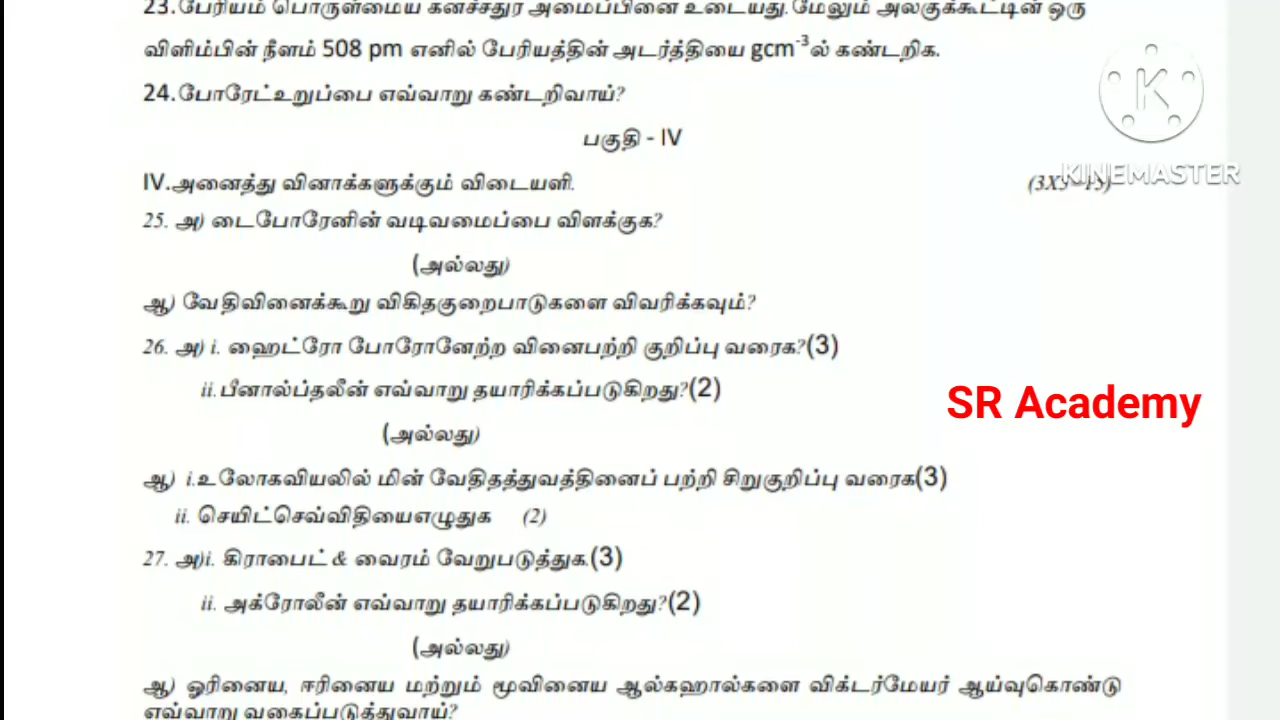 23.பேரியம் பொருள்மைய கனச்சதுர அமைப்பினை உடையது.மேலும் அலகுக்கூட்டின் ஒரு
விளிம்பின் நீளம் 508 pm எனில் பேரியத்தின் அடர்த்தியை gcm⁻³ல் கண்டறிக.
24.போரேட்உறுப்பை எவ்வாறு கண்டறிவாய்?
பகுதி - IV
IV.அனைத்து வினாக்களுக்கும் விடையளி.
KINEMASTER
25. அ) டைபோரேனின் வடிவமைப்பை விளக்குக?
(அல்லது)
ஆ) வேதிவினைக்கூறு விகிதகுறைபாடுகளை விவரிக்கவும்?
26. அ) i. ஹைட்ரோ போரோனேற்ற வினைபற்றி குறிப்பு வரைக?(3)
ii.பீனால்ப்தலீன் எவ்வாறு தயாரிக்கப்படுகிறது?(2)
SR Academy
(அல்லது)
ஆ) i.உலோகவியலில் மின் வேதிதத்துவத்தினைப் பற்றி சிறுகுறிப்பு வரைக(3)
ii. செயிட்செவ்விதியைஎழுதுக (2)
27. அ)i. கிராபைட் & வைரம் வேறுபடுத்துக.(3)
ii. அக்ரோலீன் எவ்வாறு தயாரிக்கப்படுகிறது?(2)
(அல்லது)
ஆ) ஓரினைய, ஈரினைய மற்றும் மூவினைய ஆல்கஹால்களை விக்டர்மேயர் ஆய்வுகொண்டு
எவ்வாறு வகைப்படுத்துவாய்?